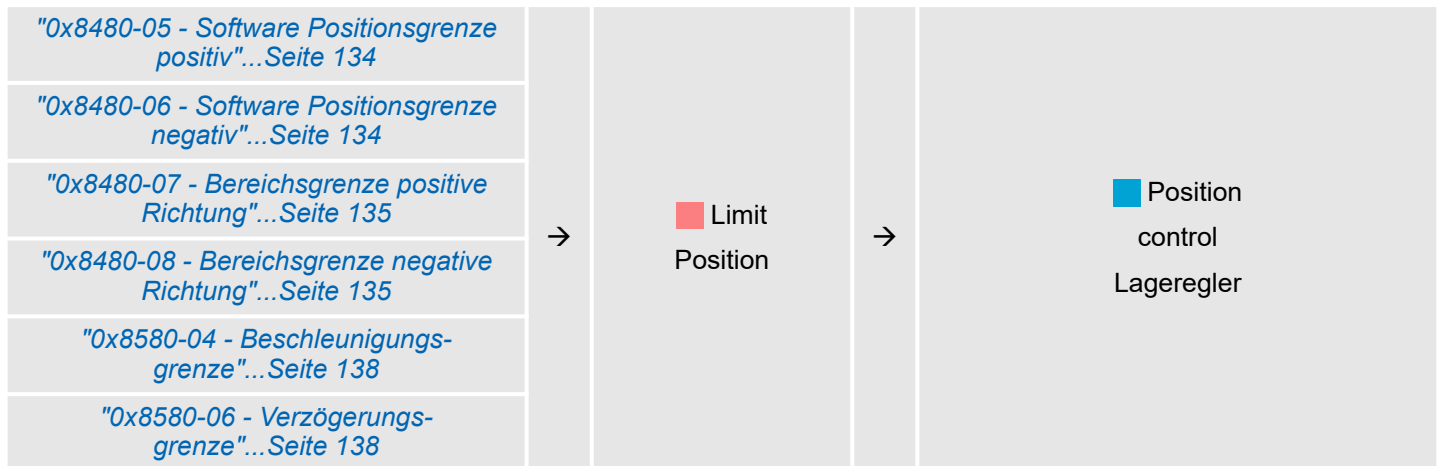 "0x8480-05 - Software Positionsgrenze
positiv"...Seite 134
"0x8480-06 - Software Positionsgrenze
negativ"...Seite 134
"0x8480-07 - Bereichsgrenze positive
Richtung"...Seite 135
"0x8480-08 - Bereichsgrenze negative
Richtung"...Seite 135
"0x8580-04 - Beschleunigungs-
grenze"...Seite 138
"0x8580-06 - Verzögerungs-
grenze"...Seite 138
→
Limit
Position
→
Position
control
Lageregler